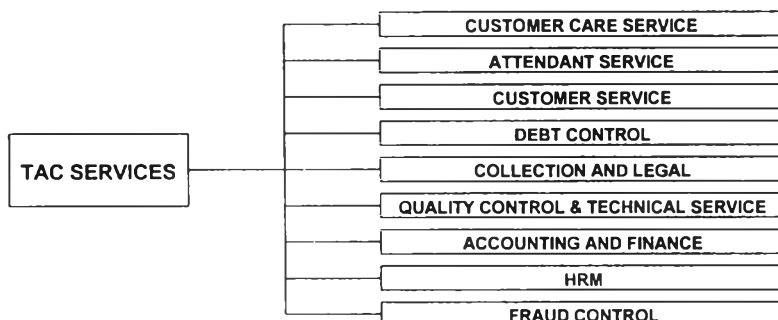 CUSTOMER CARE SERVICE
ATTENDANT SERVICE
CUSTOMER SERVICE
DEBT CONTROL
TAC SERVICES
COLLECTION AND LEGAL
QUALITY CONTROL & TECHNICAL SERVICE
ACCOUNTING AND FINANCE
HRM
FRAUD CONTROL